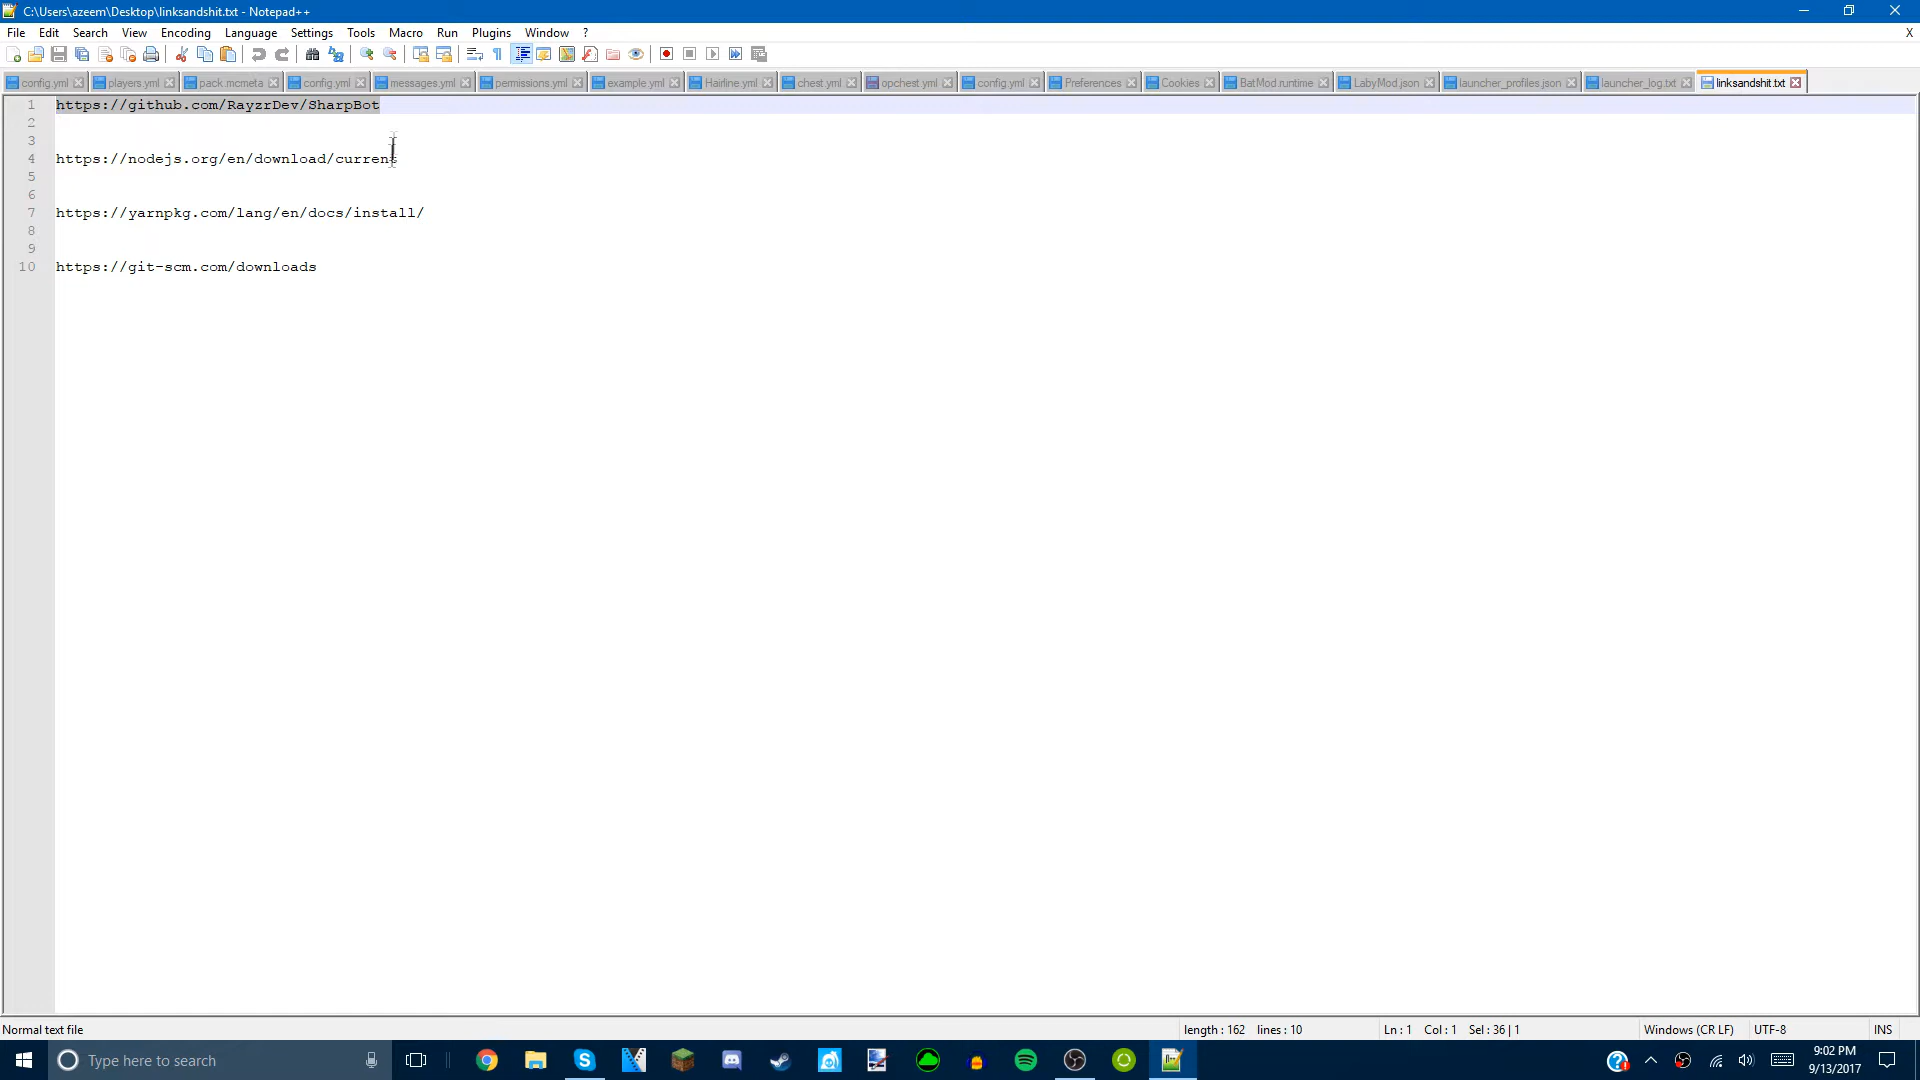 C:\Users\azeem\Desktop\linksandshit.txt - Notepad++
File Edit Search View Encoding Language Settings Tools Macro Run Plugins Window ? X
config.yml players.yml pack.mcmeta config.yml messages.yml permissions.yml example.yml Hairline.yml chest.yml opchest.yml config.yml Preferences Cookies BatMod.runtime LabyMod.json launcher_profiles.json launcher_log.txt linksandshit.txt
1 https://github.com/RayzrDev/SharpBot
2
3
4 https://nodejs.org/en/download/current
5
6
7 https://yarnpkg.com/lang/en/docs/install/
8
9
10 https://git-scm.com/downloads
Normal text file length : 162 lines : 10 Ln : 1 Col : 1 Sel : 36 | 1 Windows (CR LF) UTF-8 INS
Type here to search
9:02 PM
9/13/2017